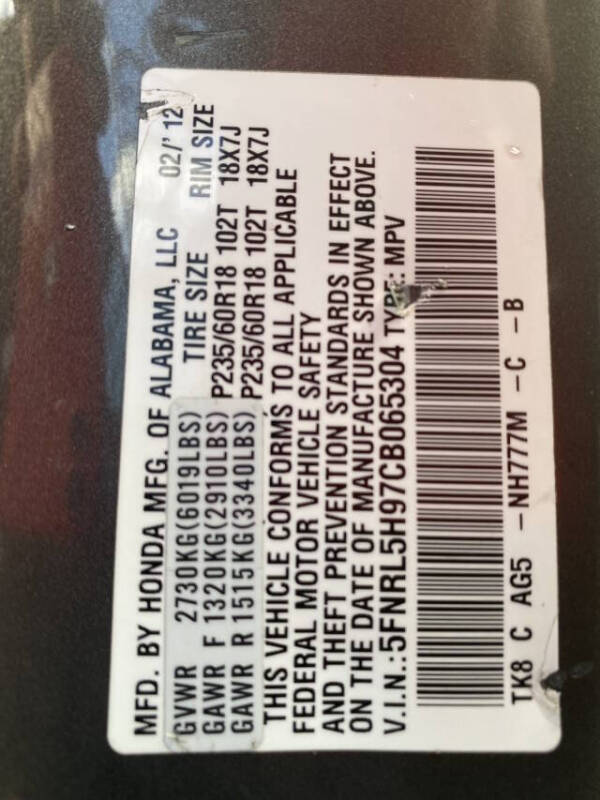 MFD. BY HONDA MFG. OF ALABAMA, LLC 02/'12
GVWR 2730KG(6019LBS) TIRE SIZE RIM SIZE
GAWR F 1320KG(2910LBS) P235/60R18 102T 18X7J
GAWR R 1515KG(3340LBS) P235/60R18 102T 18X7J
THIS VEHICLE CONFORMS TO ALL APPLICABLE
FEDERAL MOTOR VEHICLE SAFETY
AND THEFT PREVENTION STANDARDS IN EFFECT
ON THE DATE OF MANUFACTURE SHOWN ABOVE.
V.I.N.:5FNRL5H97CB065304 TYPE: MPV
TK8 C AG5 -NH777M -C -B